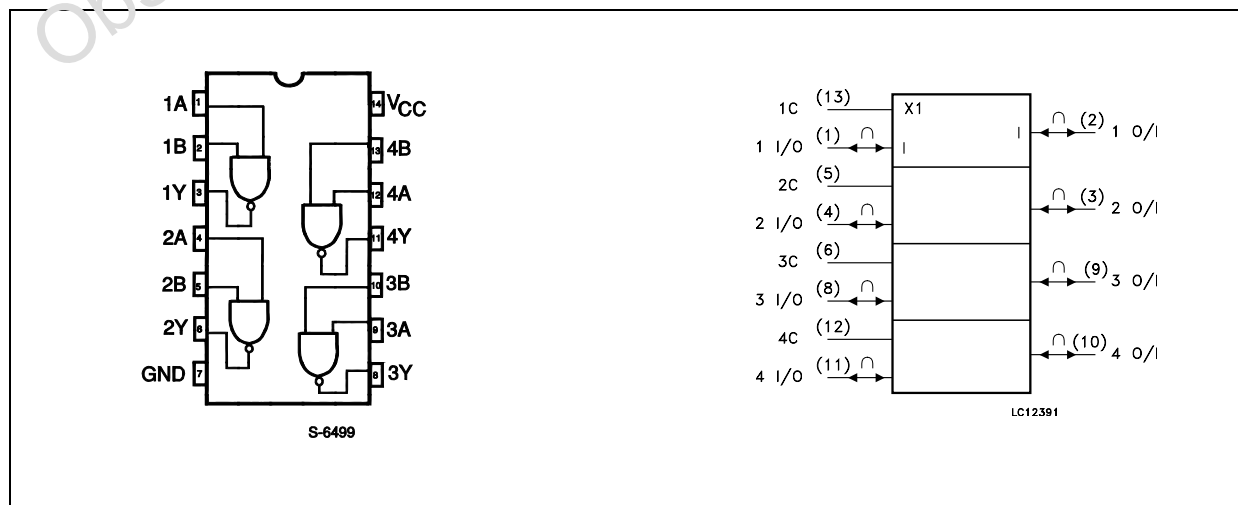 Obs
1A 1
1B 2
1Y 3
2A 4
2B 5
2Y 6
GND 7
14 VCC
13 4B
12 4A
11 4Y
10 3B
9 3A
8 3Y
S-6499
X1
1C (13)
1 I/O (1) ∩ I
2C (5)
2 I/O (4) ∩
3C (6)
3 I/O (8) ∩
4C (12)
4 I/O (11) ∩
I ∩ (2) 1 O/I
∩ (3) 2 O/I
∩ (9) 3 O/I
∩ (10) 4 O/I
LC12391